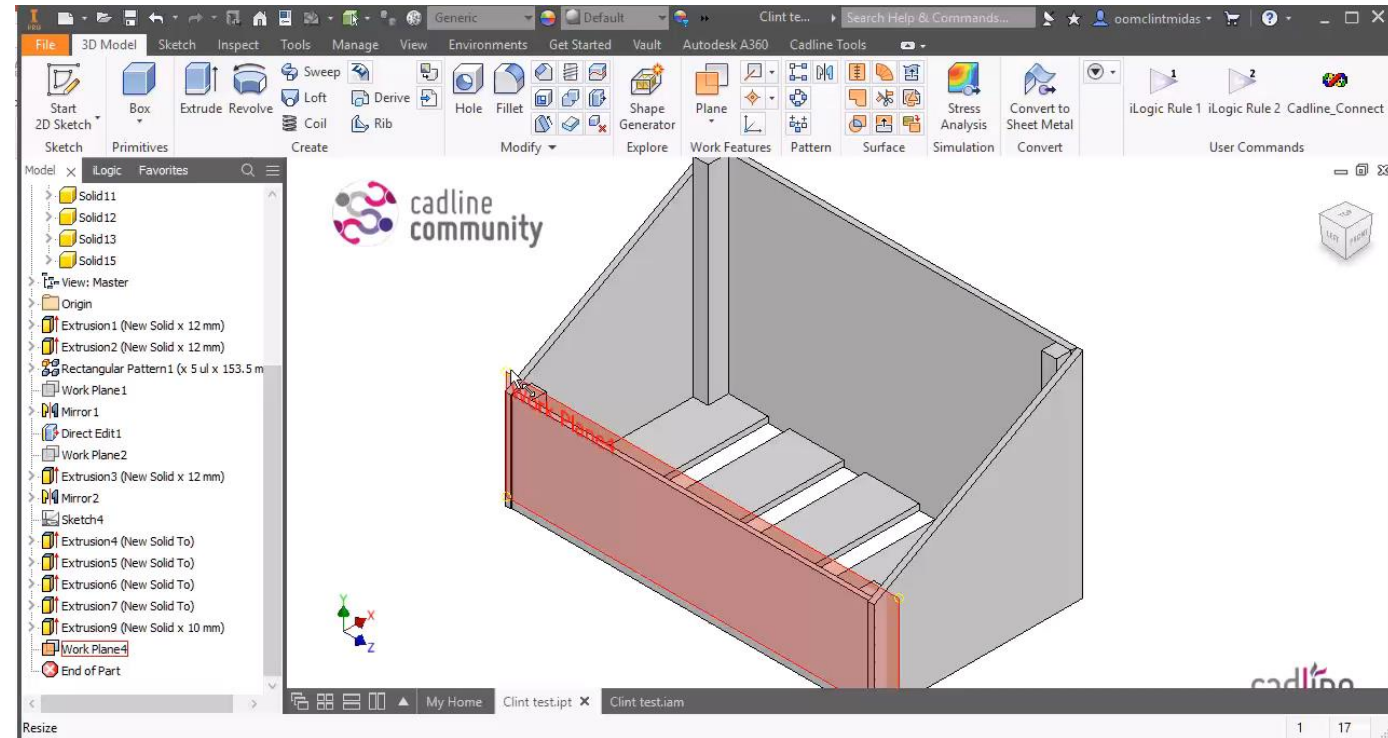 PRO
Generic
Default
Clint te...
Search Help & Commands...
oomclintmidas
File
3D Model
Sketch
Inspect
Tools
Manage
View
Environments
Get Started
Vault
Autodesk A360
Cadline Tools
Start
2D Sketch
Box
Extrude
Revolve
Sweep
Loft
Coil
Derive
Rib
Hole
Fillet
Shape
Generator
Plane
Stress
Analysis
Convert to
Sheet Metal
1
iLogic Rule 1
2
iLogic Rule 2
Cadline_Connect
Sketch
Primitives
Create
Modify
Explore
Work Features
Pattern
Surface
Simulation
Convert
User Commands
Model
iLogic
Favorites
Solid11
Solid12
Solid13
Solid15
View: Master
Origin
Extrusion1 (New Solid x 12 mm)
Extrusion2 (New Solid x 12 mm)
Rectangular Pattern1 (x 5 ul x 153.5 m
Work Plane1
Mirror1
Direct Edit1
Work Plane2
Extrusion3 (New Solid x 12 mm)
Mirror2
Sketch4
Extrusion4 (New Solid To)
Extrusion5 (New Solid To)
Extrusion6 (New Solid To)
Extrusion7 (New Solid To)
Extrusion9 (New Solid x 10 mm)
Work Plane4
End of Part
cadline
community
TOP
LEFT
FRONT
Work Plane4
Y
X
Z
cadline
My Home
Clint test.ipt
Clint test.iam
Resize
1
17